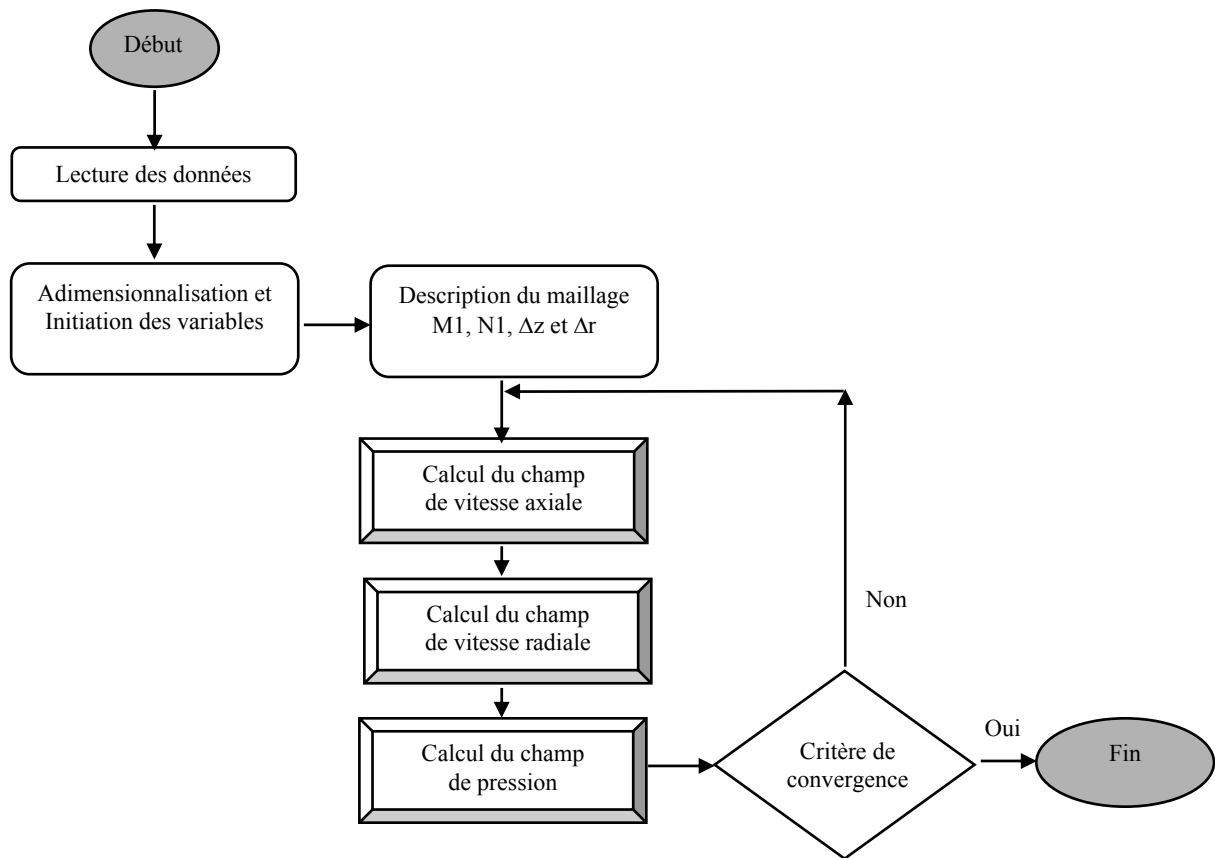 Début
Lecture des données
Adimensionnalisation et
Initiation des variables
Description du maillage
M1, N1, Δz et Δr
Calcul du champ
de vitesse axiale
Calcul du champ
de vitesse radiale
Calcul du champ
de pression
Critère de
convergence
Non
Oui
Fin